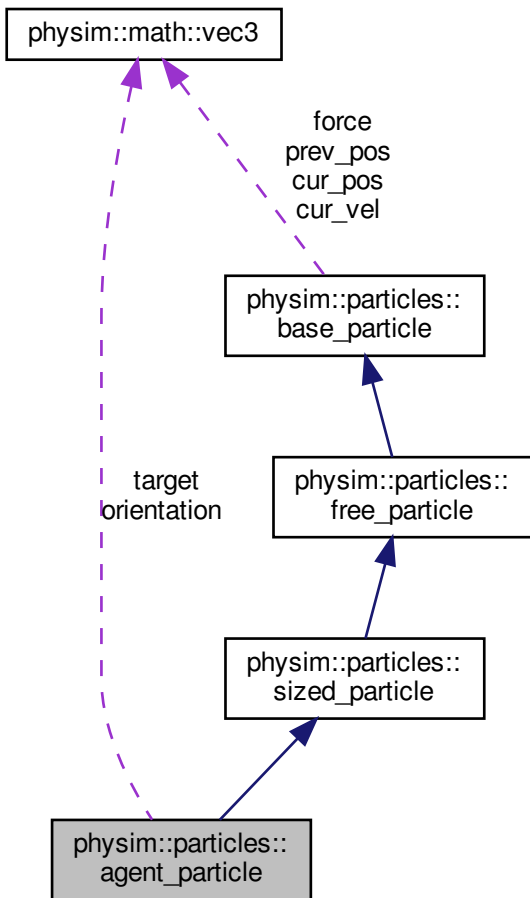 physim::math::vec3
force
prev_pos
cur_pos
cur_vel
physim::particles::
base_particle
physim::particles::
free_particle
target
orientation
physim::particles::
sized_particle
physim::particles::
agent_particle